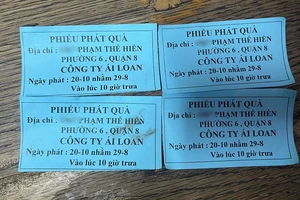 PHIẾU PHÁT QUÀ
Địa chỉ : PHẠM THẾ HIỂN
PHƯỜNG 6 , QUẬN 8
CÔNG TY ÁI LOAN
Ngày phát : 20-10 nhằm 29-8
Vào lúc 10 giờ trưa
PHIẾU PHÁT QUÀ
Địa chỉ : PHẠM THẾ HIỂN
PHƯỜNG 6 , QUẬN 8
CÔNG TY ÁI LOAN
Ngày phát : 20-10 nhằm 29-8
Vào lúc 10 giờ trưa
PHIẾU PHÁT QUÀ
Địa chỉ : PHẠM THẾ HIỂN
PHƯỜNG 6 , QUẬN 8
CÔNG TY ÁI LOAN
Ngày phát : 20-10 nhằm 29-8
Vào lúc 10 giờ trưa
PHIẾU PHÁT QUÀ
Địa chỉ : PHẠM THẾ HIỂN
PHƯỜNG 6 , QUẬN 8
CÔNG TY ÁI LOAN
Ngày phát : 20-10 nhằm 29-8
Vào lúc 10 giờ trưa